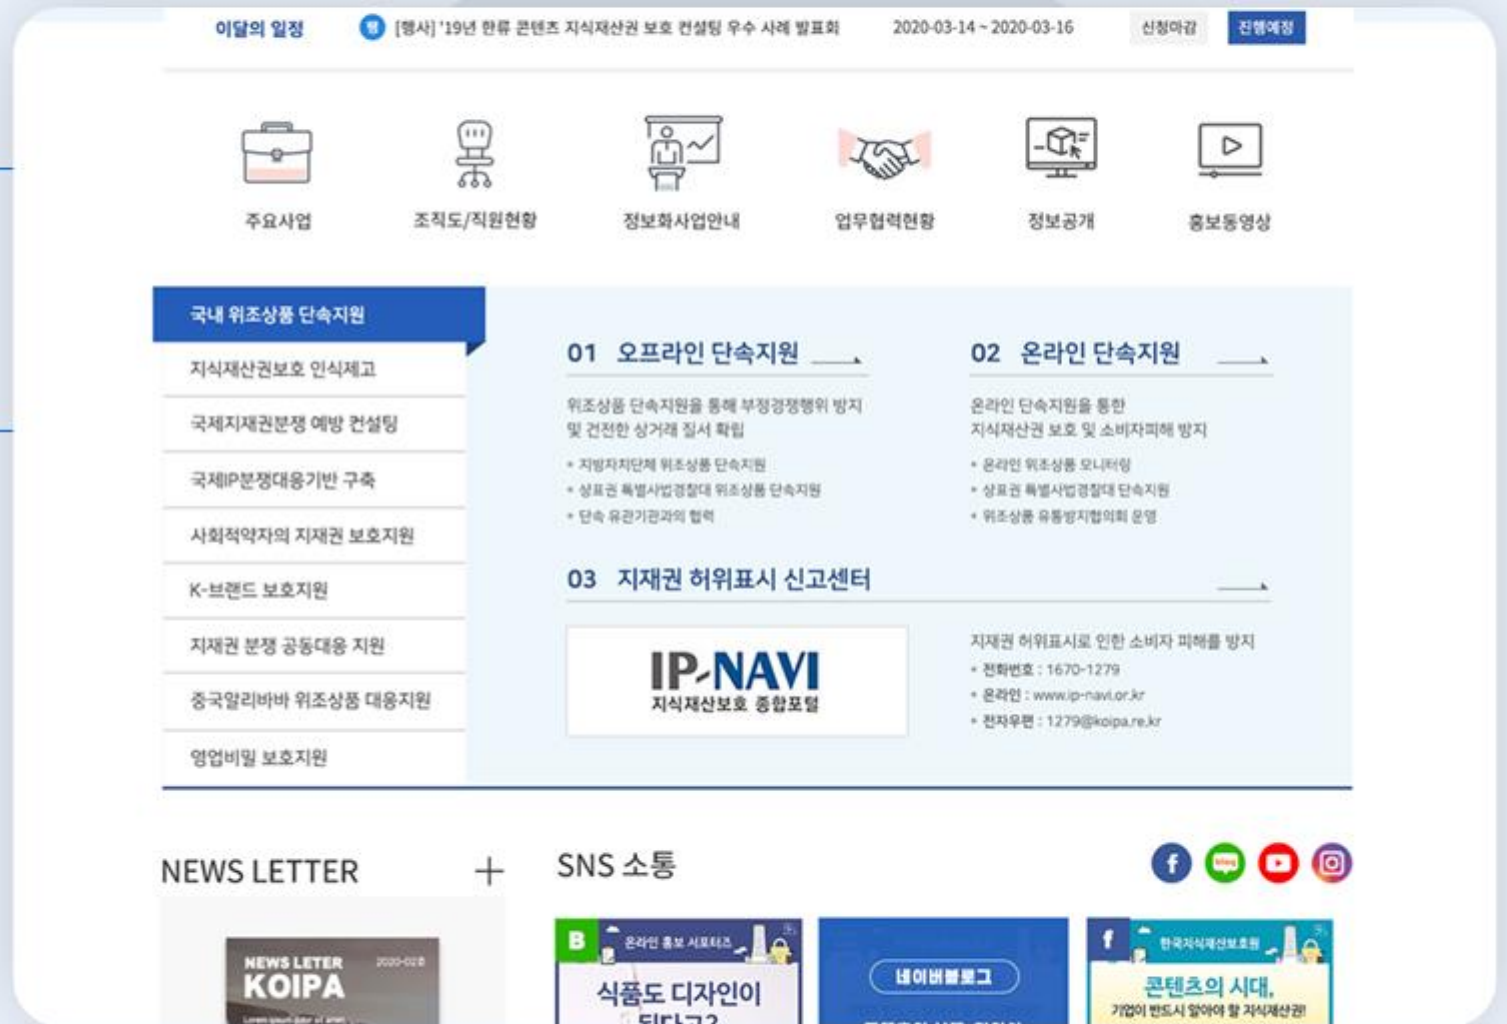 이달의 일정
행 [행사] '19년 한류 콘텐츠 지식재산권 보호 컨설팅 우수 사례 발표회 2020-03-14 ~ 2020-03-16 신청마감 진행예정
주요사업
조직도/직원현황
정보화사업안내
업무협력현황
정보공개
홍보동영상
국내 위조상품 단속지원
지식재산권보호 인식제고
국제지재권분쟁 예방 컨설팅
국제IP분쟁대응기반 구축
사회적약자의 지재권 보호지원
K-브랜드 보호지원
지재권 분쟁 공동대응 지원
중국알리바바 위조상품 대응지원
영업비밀 보호지원
01 오프라인 단속지원
위조상품 단속지원을 통해 부정경쟁행위 방지
및 건전한 상거래 질서 확립
지방자치단체 위조상품 단속지원
상표권 특별사법경찰대 위조상품 단속지원
단속 유관기관과의 협력
02 온라인 단속지원
온라인 단속지원을 통한
지식재산권 보호 및 소비자피해 방지
온라인 위조상품 모니터링
상표권 특별사법경찰대 단속지원
위조상품 유통방지협의회 운영
03 지재권 허위표시 신고센터
IP-NAVI
지식재산보호 종합포털
지재권 허위표시로 인한 소비자 피해를 방지
전화번호 : 1670-1279
온라인 : www.ip-navi.or.kr
전자우편 : 1279@koipa.re.kr
NEWS LETTER
NEWS LETER 2020-02호
KOIPA
Lorem ipsum dolor sit amet,
SNS 소통
f blog
B 온라인 홍보 서포터즈
식품도 디자인이
된다고?
네이버블로그
f 한국지식재산보호원
콘텐츠의 시대,
기업이 반드시 알아야 할 지식재산권!